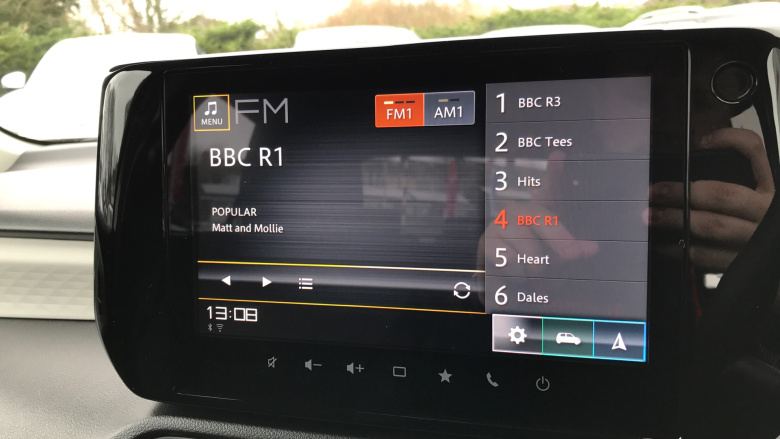 MENU
FM
FM1
AM1
BBC R1
POPULAR
Matt and Mollie
13:08
1 BBC R3
2 BBC Tees
3 Hits
4 BBC R1
5 Heart
6 Dales